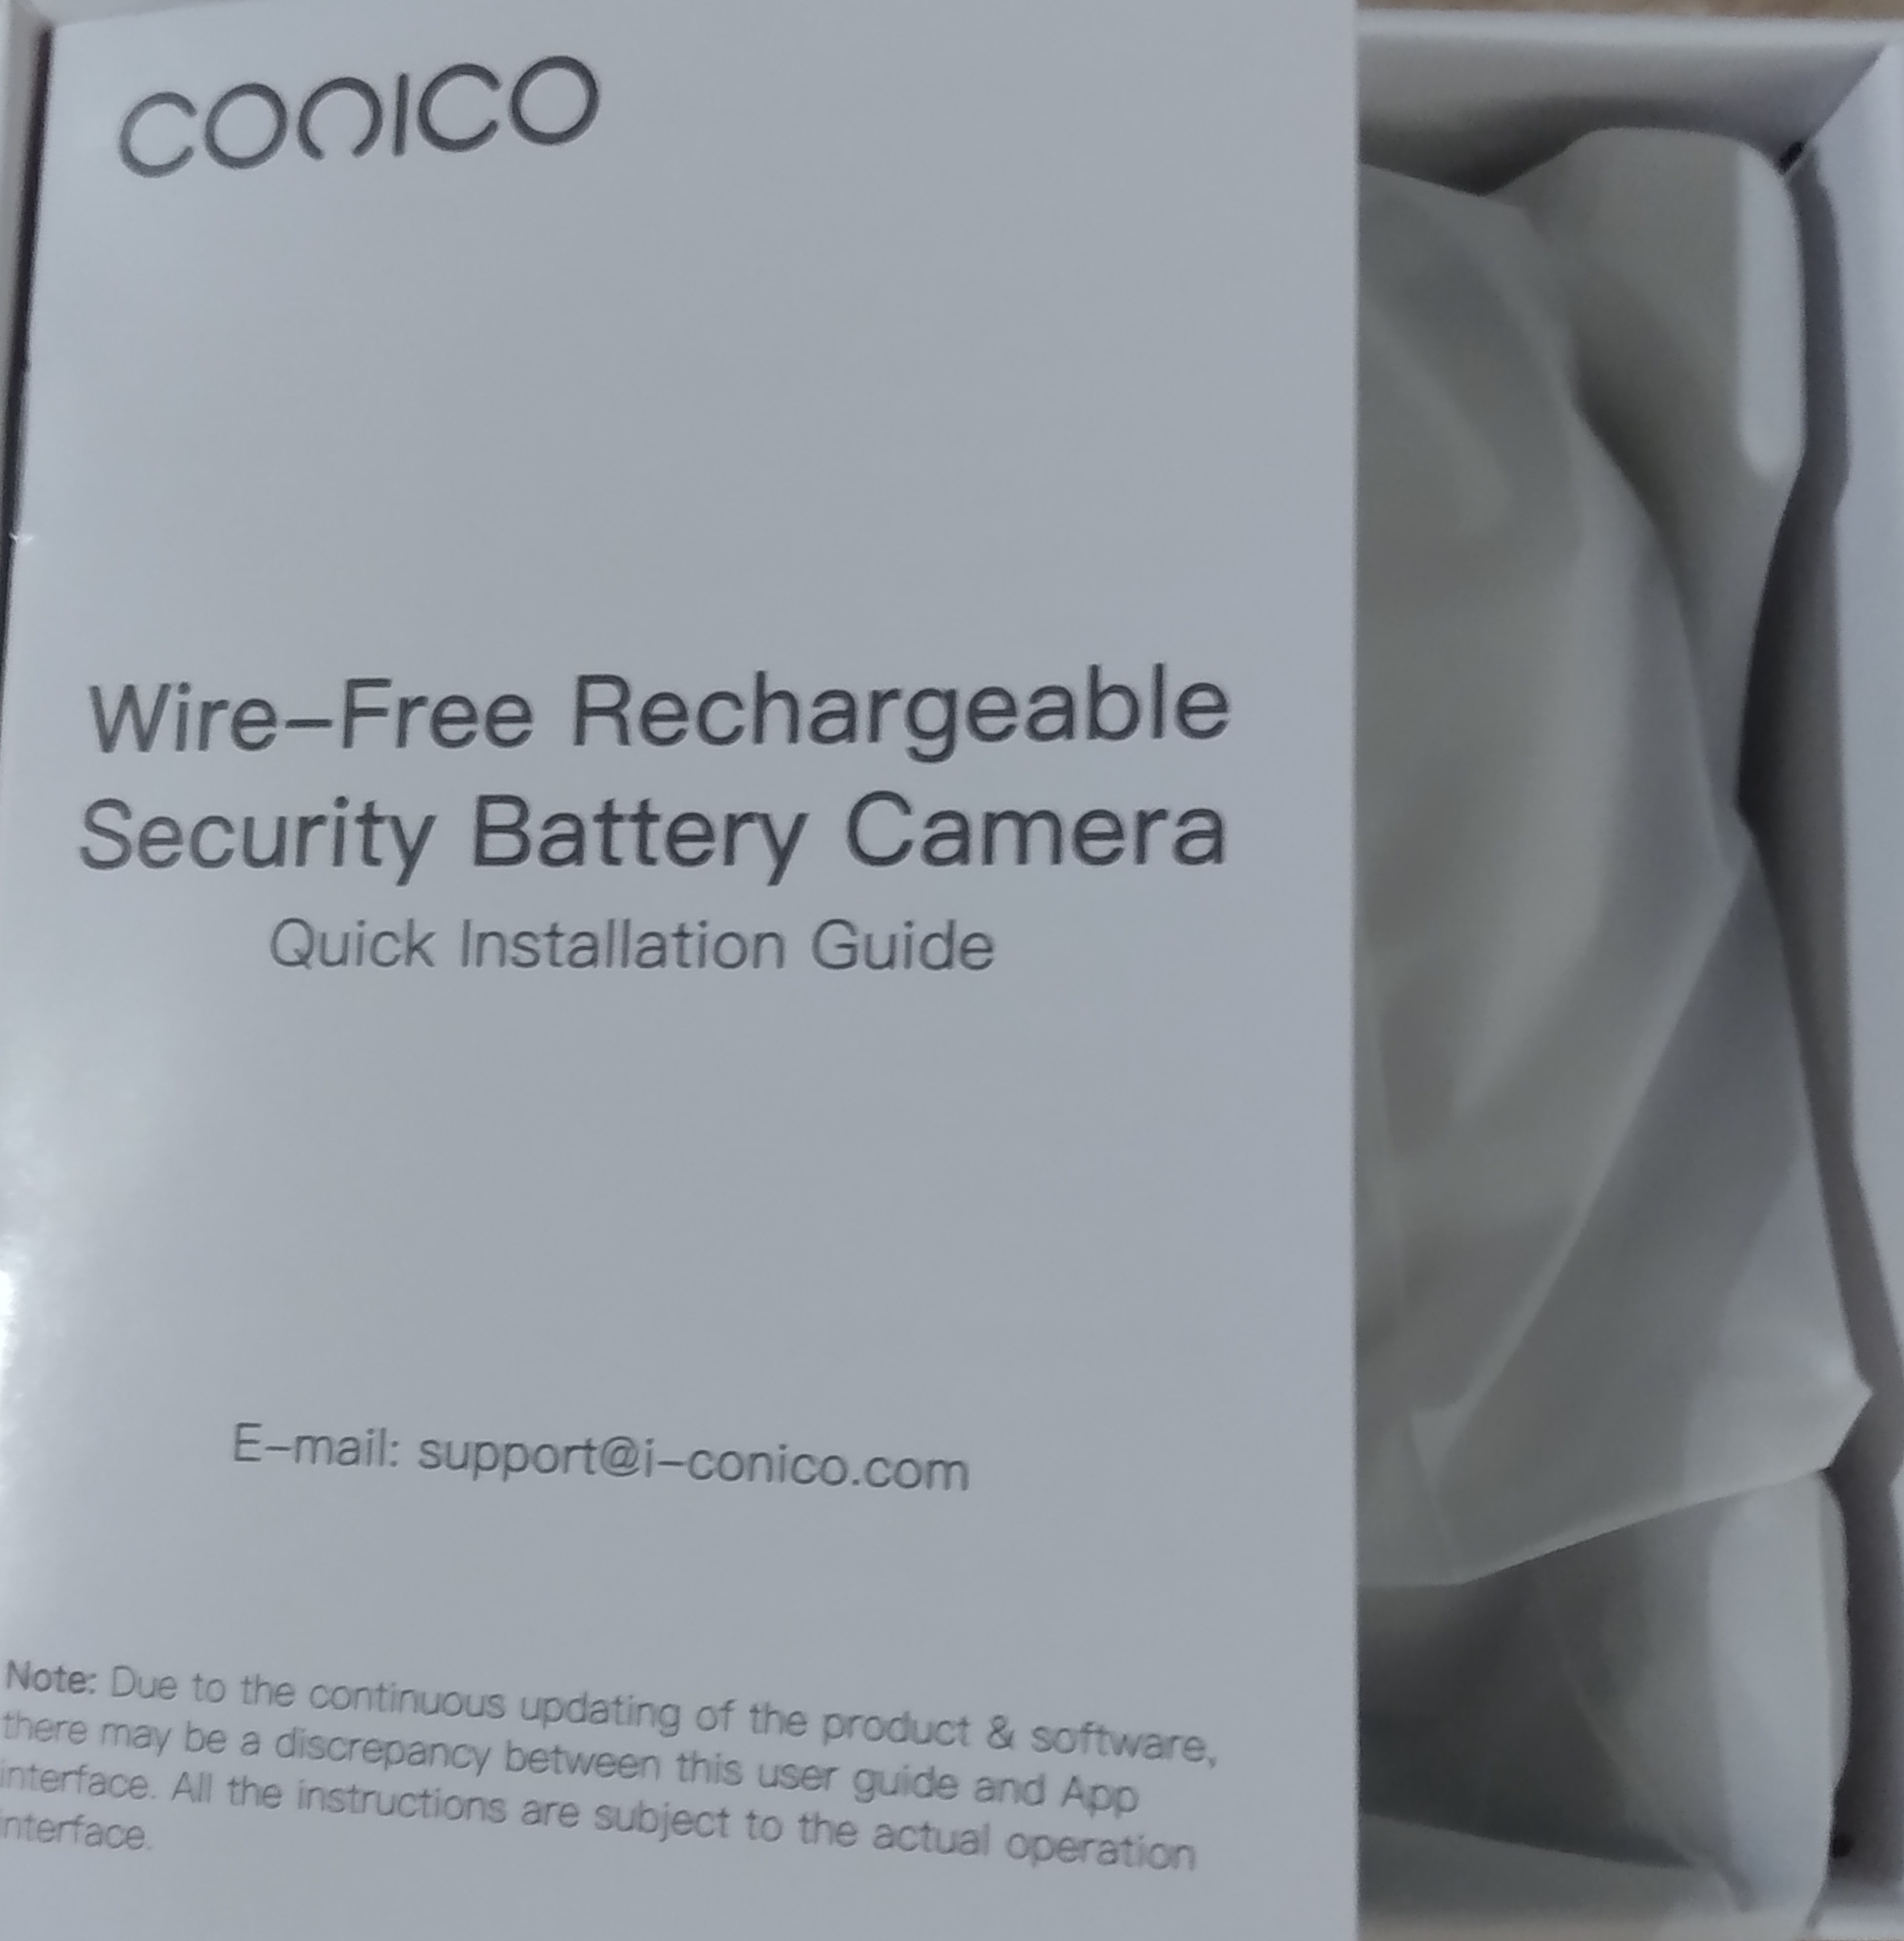 CONICO
Wire-Free Rechargeable
Security Battery Camera
Quick Installation Guide
E-mail: support@i-conico.com
Note: Due to the continuous updating of the product & software,
there may be a discrepancy between this user guide and App
interface. All the instructions are subject to the actual operation
interface.